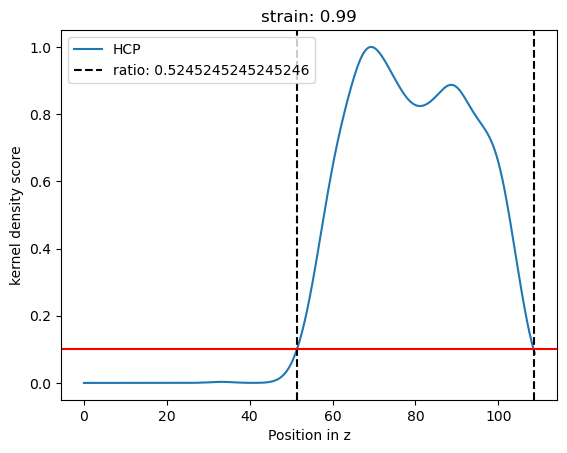 strain: 0.99
HCP
ratio: 0.5245245245245246
kernel density score
1.0
0.8
0.6
0.4
0.2
0.0
0 20 40 60 80 100
Position in z